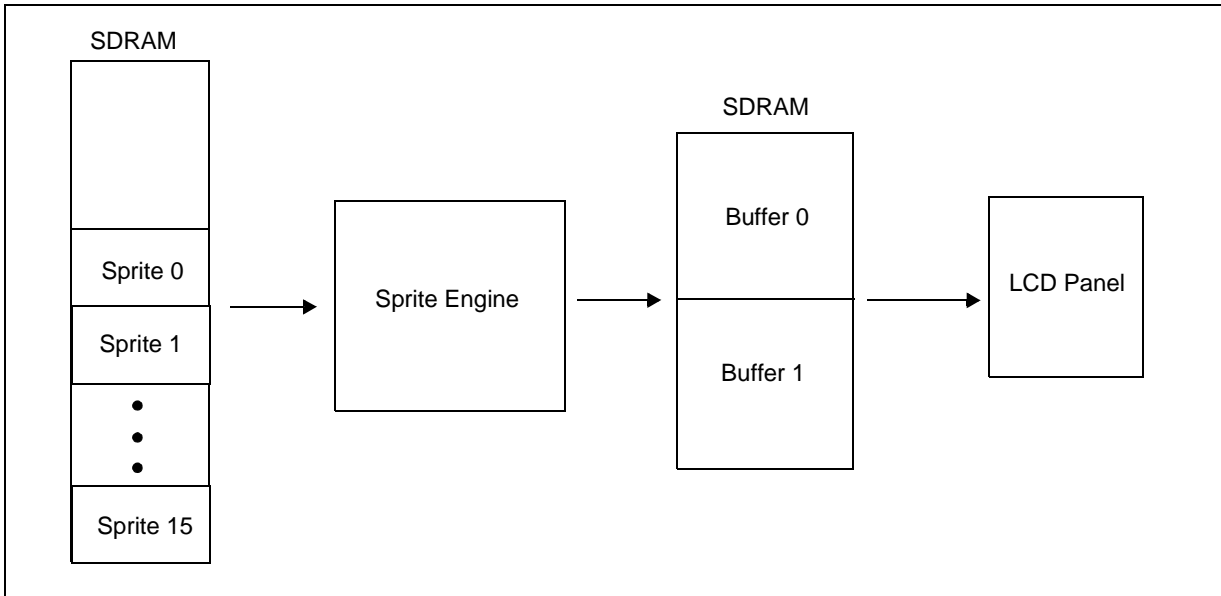 SDRAM
Sprite 0
Sprite 1
Sprite 15
Sprite Engine
SDRAM
Buffer 0
Buffer 1
LCD Panel